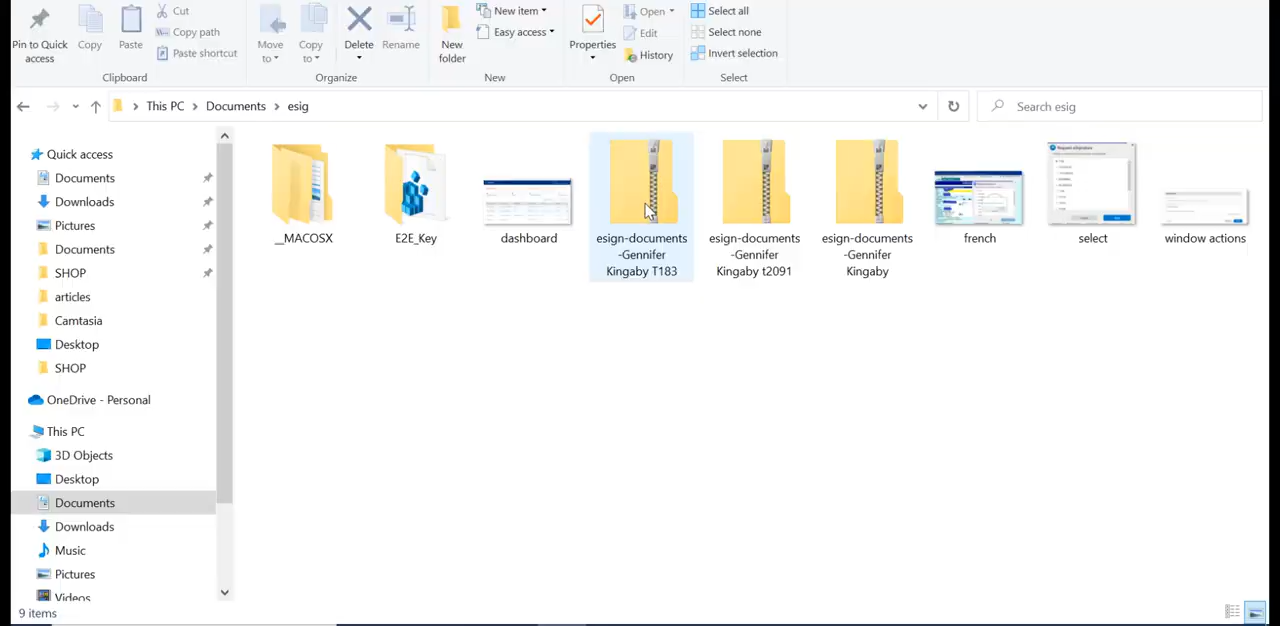 Pin to Quick access
Copy
Paste
Cut
Copy path
Paste shortcut
Clipboard
Move to
Copy to
Delete
Rename
Organize
New folder
New item
Easy access
New
Properties
Open
Edit
History
Open
Select all
Select none
Invert selection
Select
This PC
Documents
esig
Search esig
Quick access
Documents
Downloads
Pictures
Documents
SHOP
articles
Camtasia
Desktop
SHOP
OneDrive - Personal
This PC
3D Objects
Desktop
Documents
Downloads
Music
Pictures
Videos
__MACOSX
E2E_Key
dashboard
esign-documents
-Gennifer
Kingaby T183
esign-documents
-Gennifer
Kingaby t2091
esign-documents
-Gennifer
Kingaby
french
select
window actions
9 items